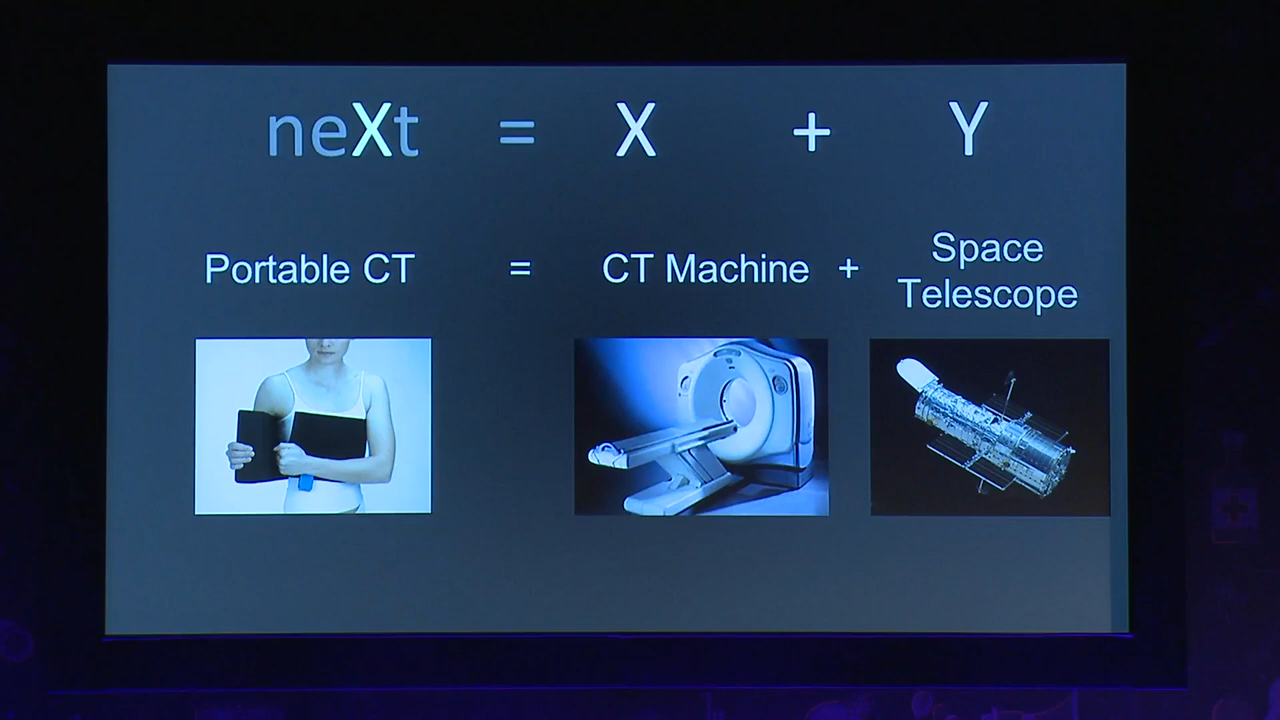 neXt = X + Y
Portable CT = CT Machine + Space Telescope